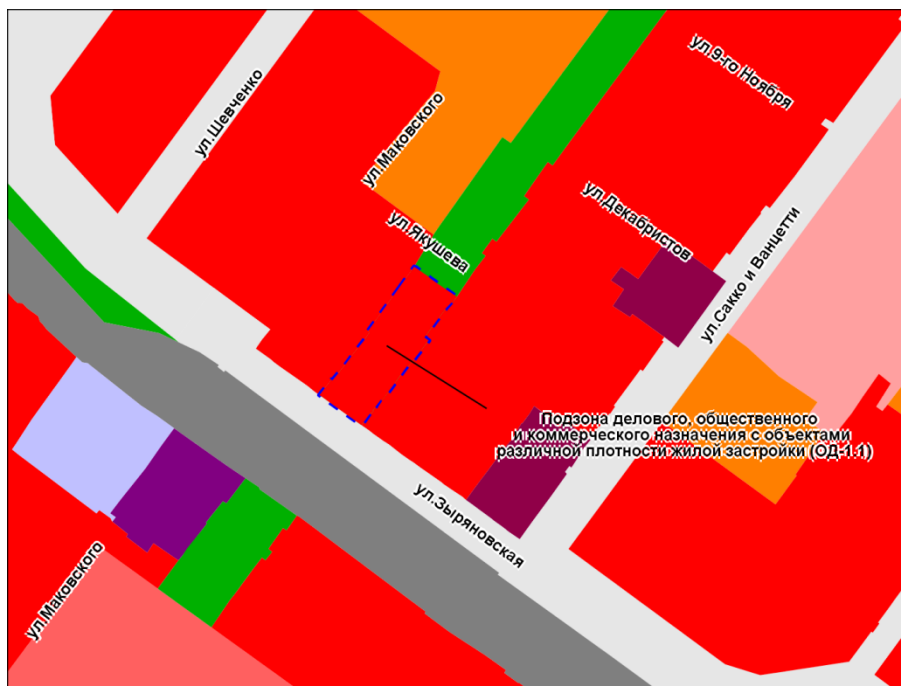 ул.9-го Ноября
ул.Шевченко
ул.Маковского
ул.Декабристов
ул.Якушева
ул.Сакко и Ванцетти
Подзона делового, общественного
и коммерческого назначения с объектами
различной плотности жилой застройки (ОД-1.1)
ул.Зыряновская
ул.Маковского